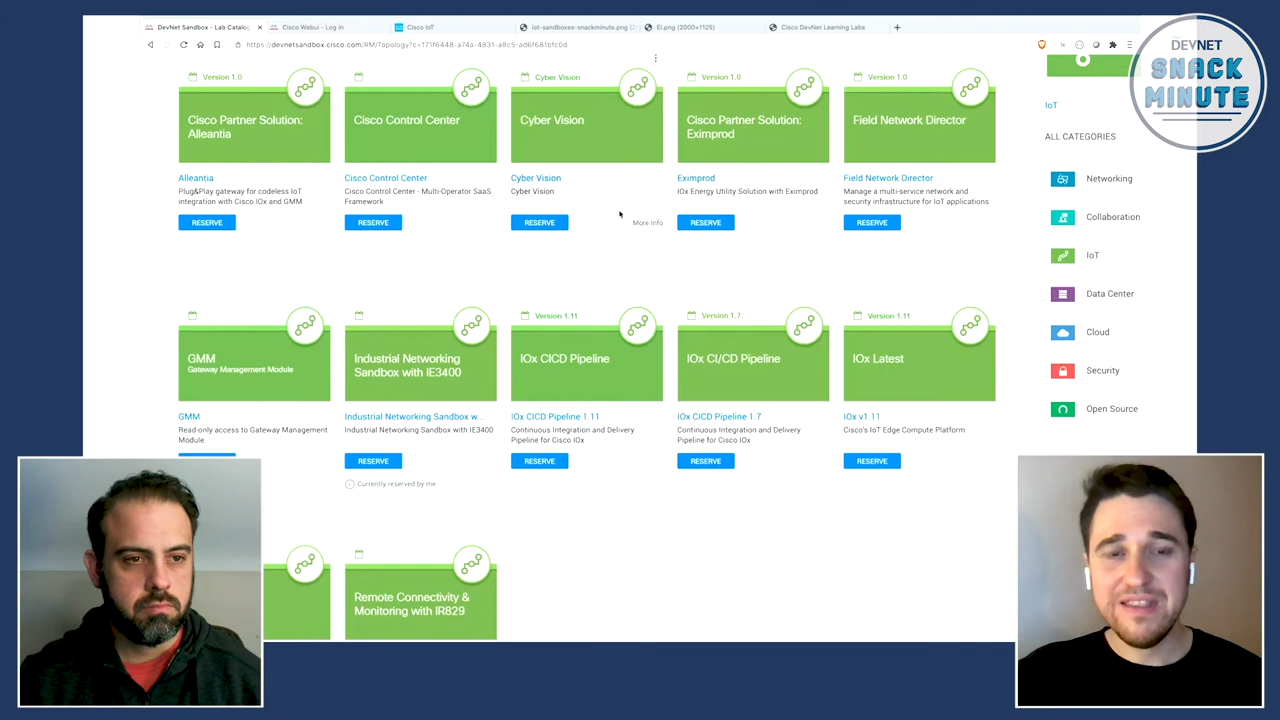 DevNet Sandbox - Lab Catalog
Cisco Webui - Log in
Cisco IoT
iot-sandboxes-snackminute.png (2
EI.png (2000×1125)
Cisco DevNet Learning Labs
https://devnetsandbox.cisco.com/RM/Topology?c=171f6448-a74a-4831-a8c5-ad6f681bfc0d
DEVNET
SNACK
MINUTE
Version 1.0
Cyber Vision
Version 1.0
Version 1.0
Cisco Partner Solution:
Alleantia
Cisco Control Center
Cyber Vision
Cisco Partner Solution:
Eximprod
Field Network Director
Alleantia
Plug&Play gateway for codeless IoT
integration with Cisco IOx and GMM
RESERVE
Cisco Control Center
Cisco Control Center - Multi-Operator SaaS
Framework
RESERVE
Cyber Vision
Cyber Vision
RESERVE
More Info
Eximprod
IOx Energy Utility Solution with Eximprod
RESERVE
Field Network Director
Manage a multi-service network and
security infrastructure for IoT applications
RESERVE
Version 1.11
Version 1.7
Version 1.11
GMM
Gateway Management Module
Industrial Networking
Sandbox with IE3400
IOx CICD Pipeline
IOx CI/CD Pipeline
IOx Latest
GMM
Read-only access to Gateway Management
Module
Industrial Networking Sandbox w...
Industrial Networking Sandbox with IE3400
RESERVE
Currently reserved by me
IOx CICD Pipeline 1.11
Continuous Integration and Delivery
Pipeline for Cisco IOx
RESERVE
IOx CICD Pipeline 1.7
Continuous Integration and Delivery
Pipeline for Cisco IOx
RESERVE
IOx v1.11
Cisco's IoT Edge Compute Platform
RESERVE
Remote Connectivity &
Monitoring with IR829
IoT
ALL CATEGORIES
Networking
Collaboration
IoT
Data Center
Cloud
Security
Open Source